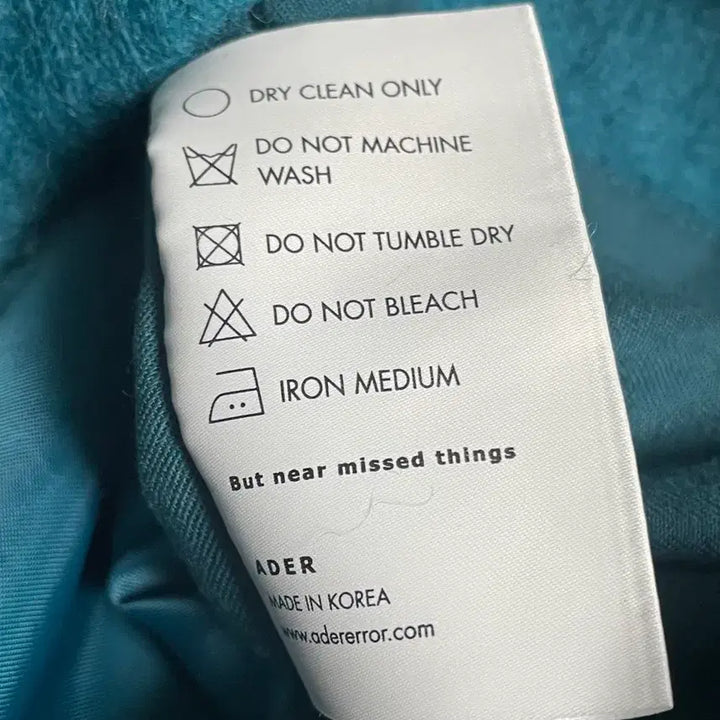 DRY CLEAN ONLY
DO NOT MACHINE
WASH
DO NOT TUMBLE DRY
DO NOT BLEACH
IRON MEDIUM
But near missed things
ADER
MADE IN KOREA
www.adererror.com